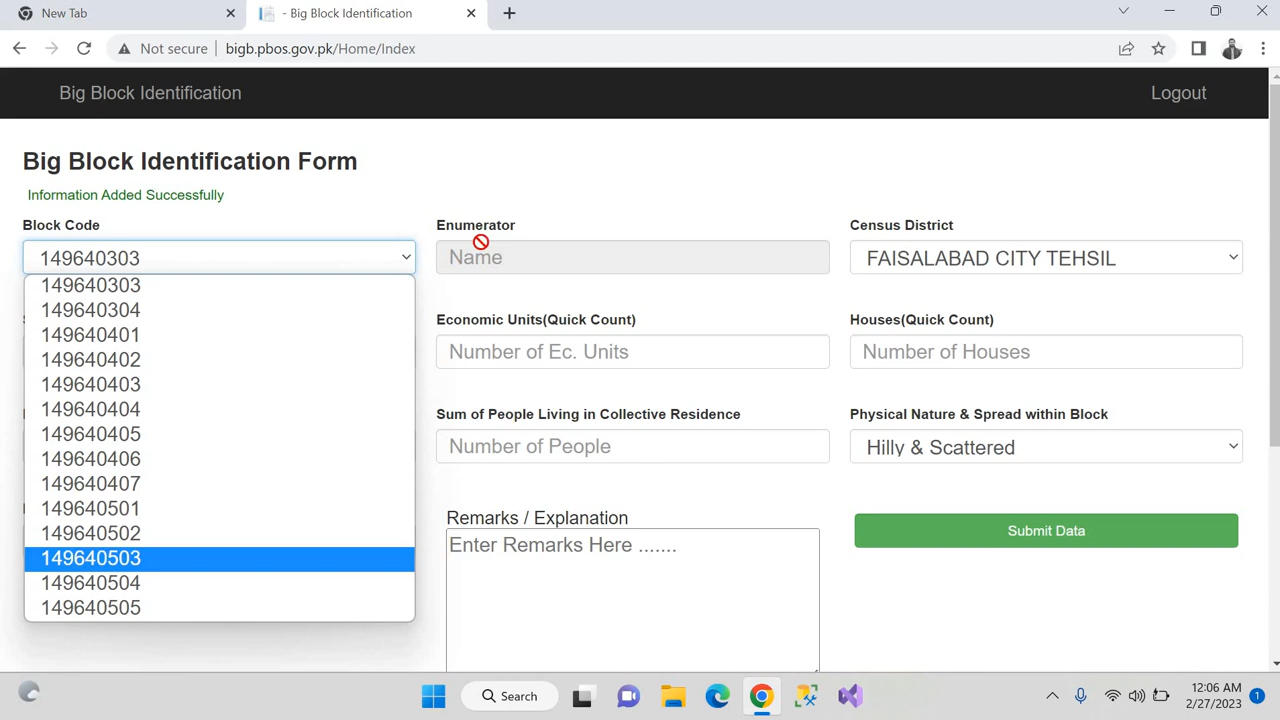 New Tab
- Big Block Identification
Not secure
bigb.pbos.gov.pk/Home/Index
Big Block Identification
Logout
Big Block Identification Form
Information Added Successfully
Block Code
Enumerator
Census District
149640303
Name
FAISALABAD CITY TEHSIL
149640303
149640304
149640401
149640402
149640403
149640404
149640405
149640406
149640407
149640501
149640502
149640503
149640504
149640505
Economic Units(Quick Count)
Houses(Quick Count)
Number of Ec. Units
Number of Houses
Sum of People Living in Collective Residence
Physical Nature & Spread within Block
Number of People
Hilly & Scattered
Remarks / Explanation
Enter Remarks Here .......
Submit Data
Search
12:06 AM
2/27/2023
1